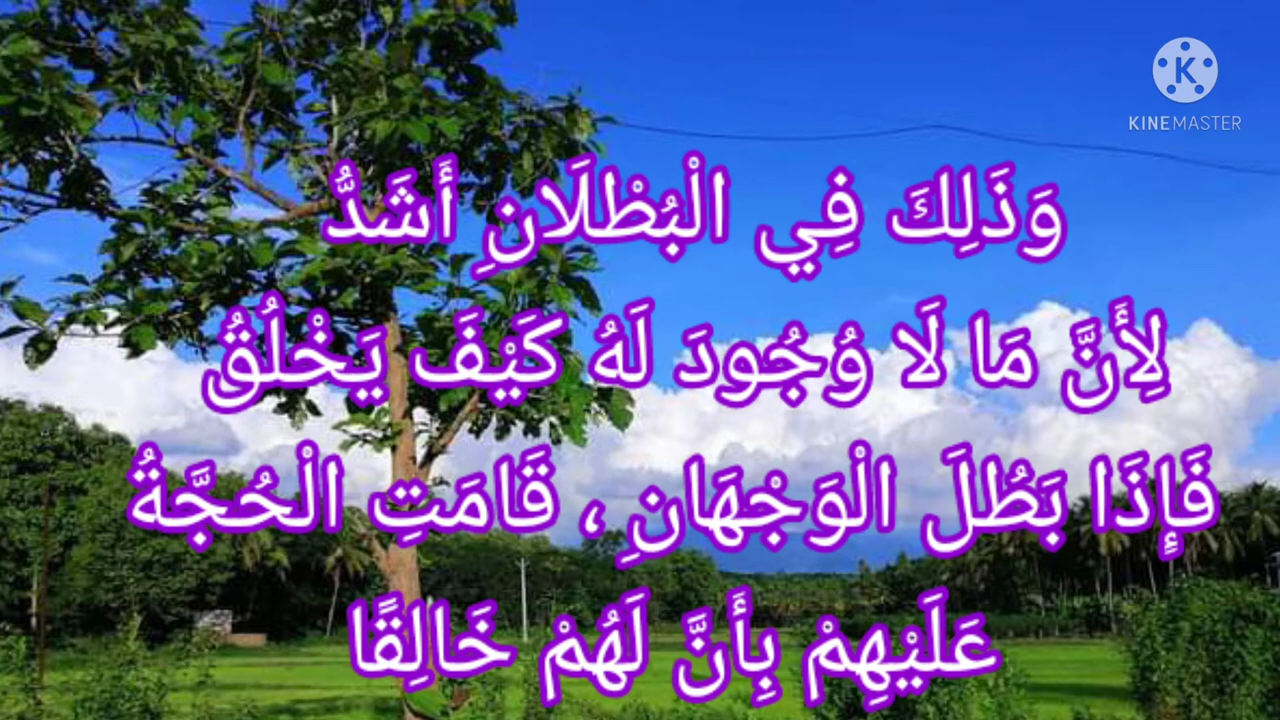 KINEMASTER
وَذَلِكَ فِي الْبُطْلَانِ أَشَدُّ
لِأَنَّ مَا لَا وُجُودَ لَهُ كَيْفَ يَخْلُقُ
فَإِذَا بَطُلَ الْوَجْهَانِ ، قَامَتِ الْحُجَّةُ
عَلَيْهِمْ بِأَنَّ لَهُمْ خَالِقًا